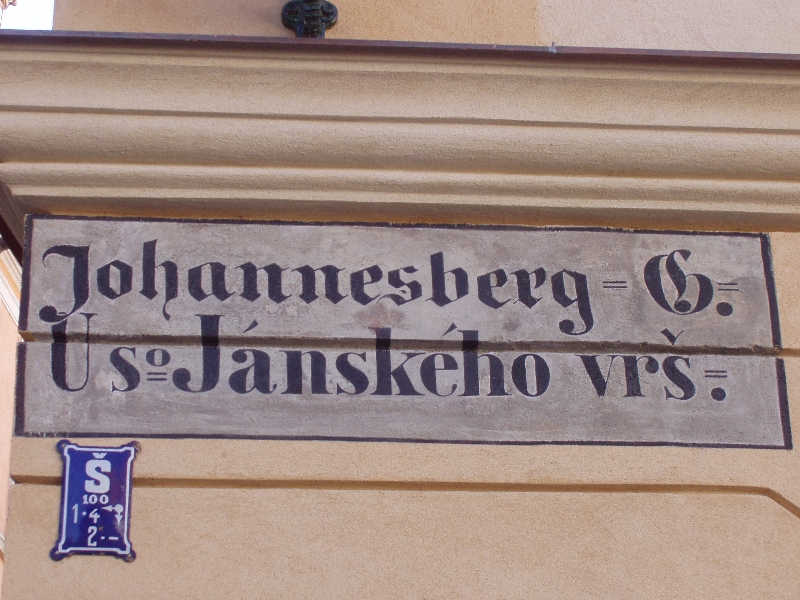 Johannesberg = G.=
U sº Jánského vrš.=
Š
100
1·4
2·-